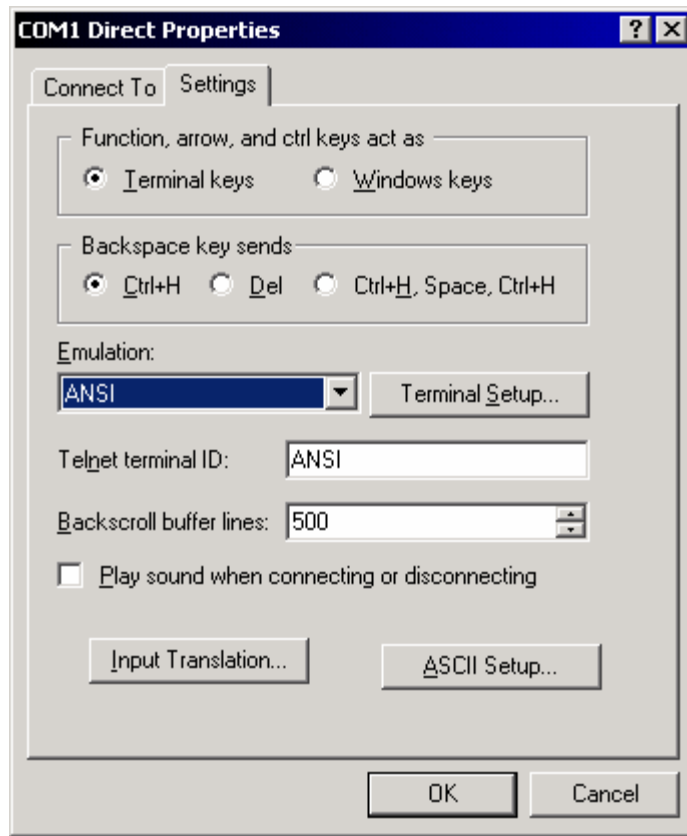 COM1 Direct Properties
Connect To Settings
Function, arrow, and ctrl keys act as
Terminal keys Windows keys
Backspace key sends
Ctrl+H Del Ctrl+H, Space, Ctrl+H
Emulation:
ANSI Terminal Setup...
Telnet terminal ID: ANSI
Backscroll buffer lines: 500
Play sound when connecting or disconnecting
Input Translation... ASCII Setup...
OK Cancel